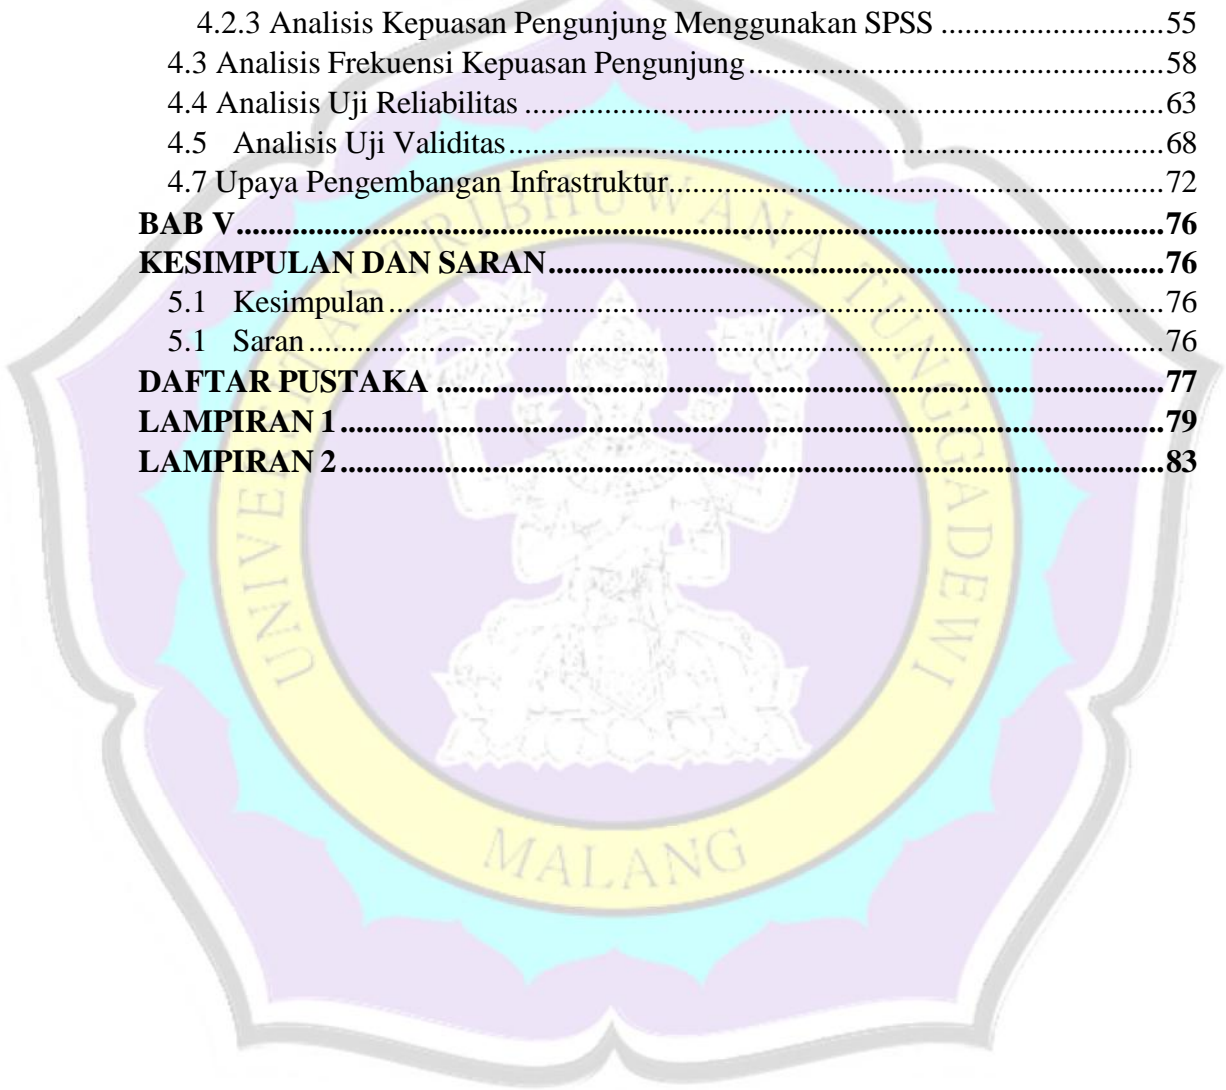 4.2.3 Analisis Kepuasan Pengunjung Menggunakan SPSS ........................55
4.3 Analisis Frekuensi Kepuasan Pengunjung.............................................58
4.4 Analisis Uji Reliabilitas .......................................................................63
4.5 Analisis Uji Validitas.........................................................................68
4.7 Upaya Pengembangan Infrastruktur.......................................................72
BAB V....................................................................................................76
KESIMPULAN DAN SARAN....................................................................76
5.1 Kesimpulan.......................................................................................76
5.1 Saran................................................................................................76
DAFTAR PUSTAKA ................................................................................77
LAMPIRAN 1..........................................................................................79
LAMPIRAN 2..........................................................................................83
UNIVERSITAS TRIBHUWANA TUNGGADEWI
MALANG